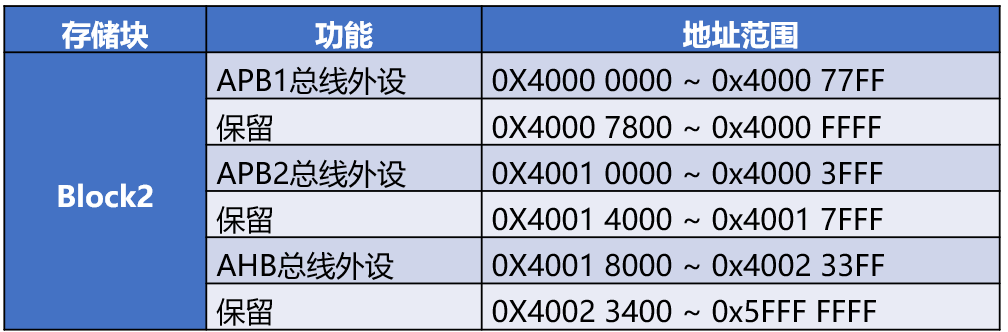 存储块 功能 地址范围
Block2
APB1总线外设 0X4000 0000 ~ 0x4000 77FF
保留 0X4000 7800 ~ 0x4000 FFFF
APB2总线外设 0X4001 0000 ~ 0x4000 3FFF
保留 0X4001 4000 ~ 0x4001 7FFF
AHB总线外设 0X4001 8000 ~ 0x4002 33FF
保留 0X4002 3400 ~ 0x5FFF FFFF